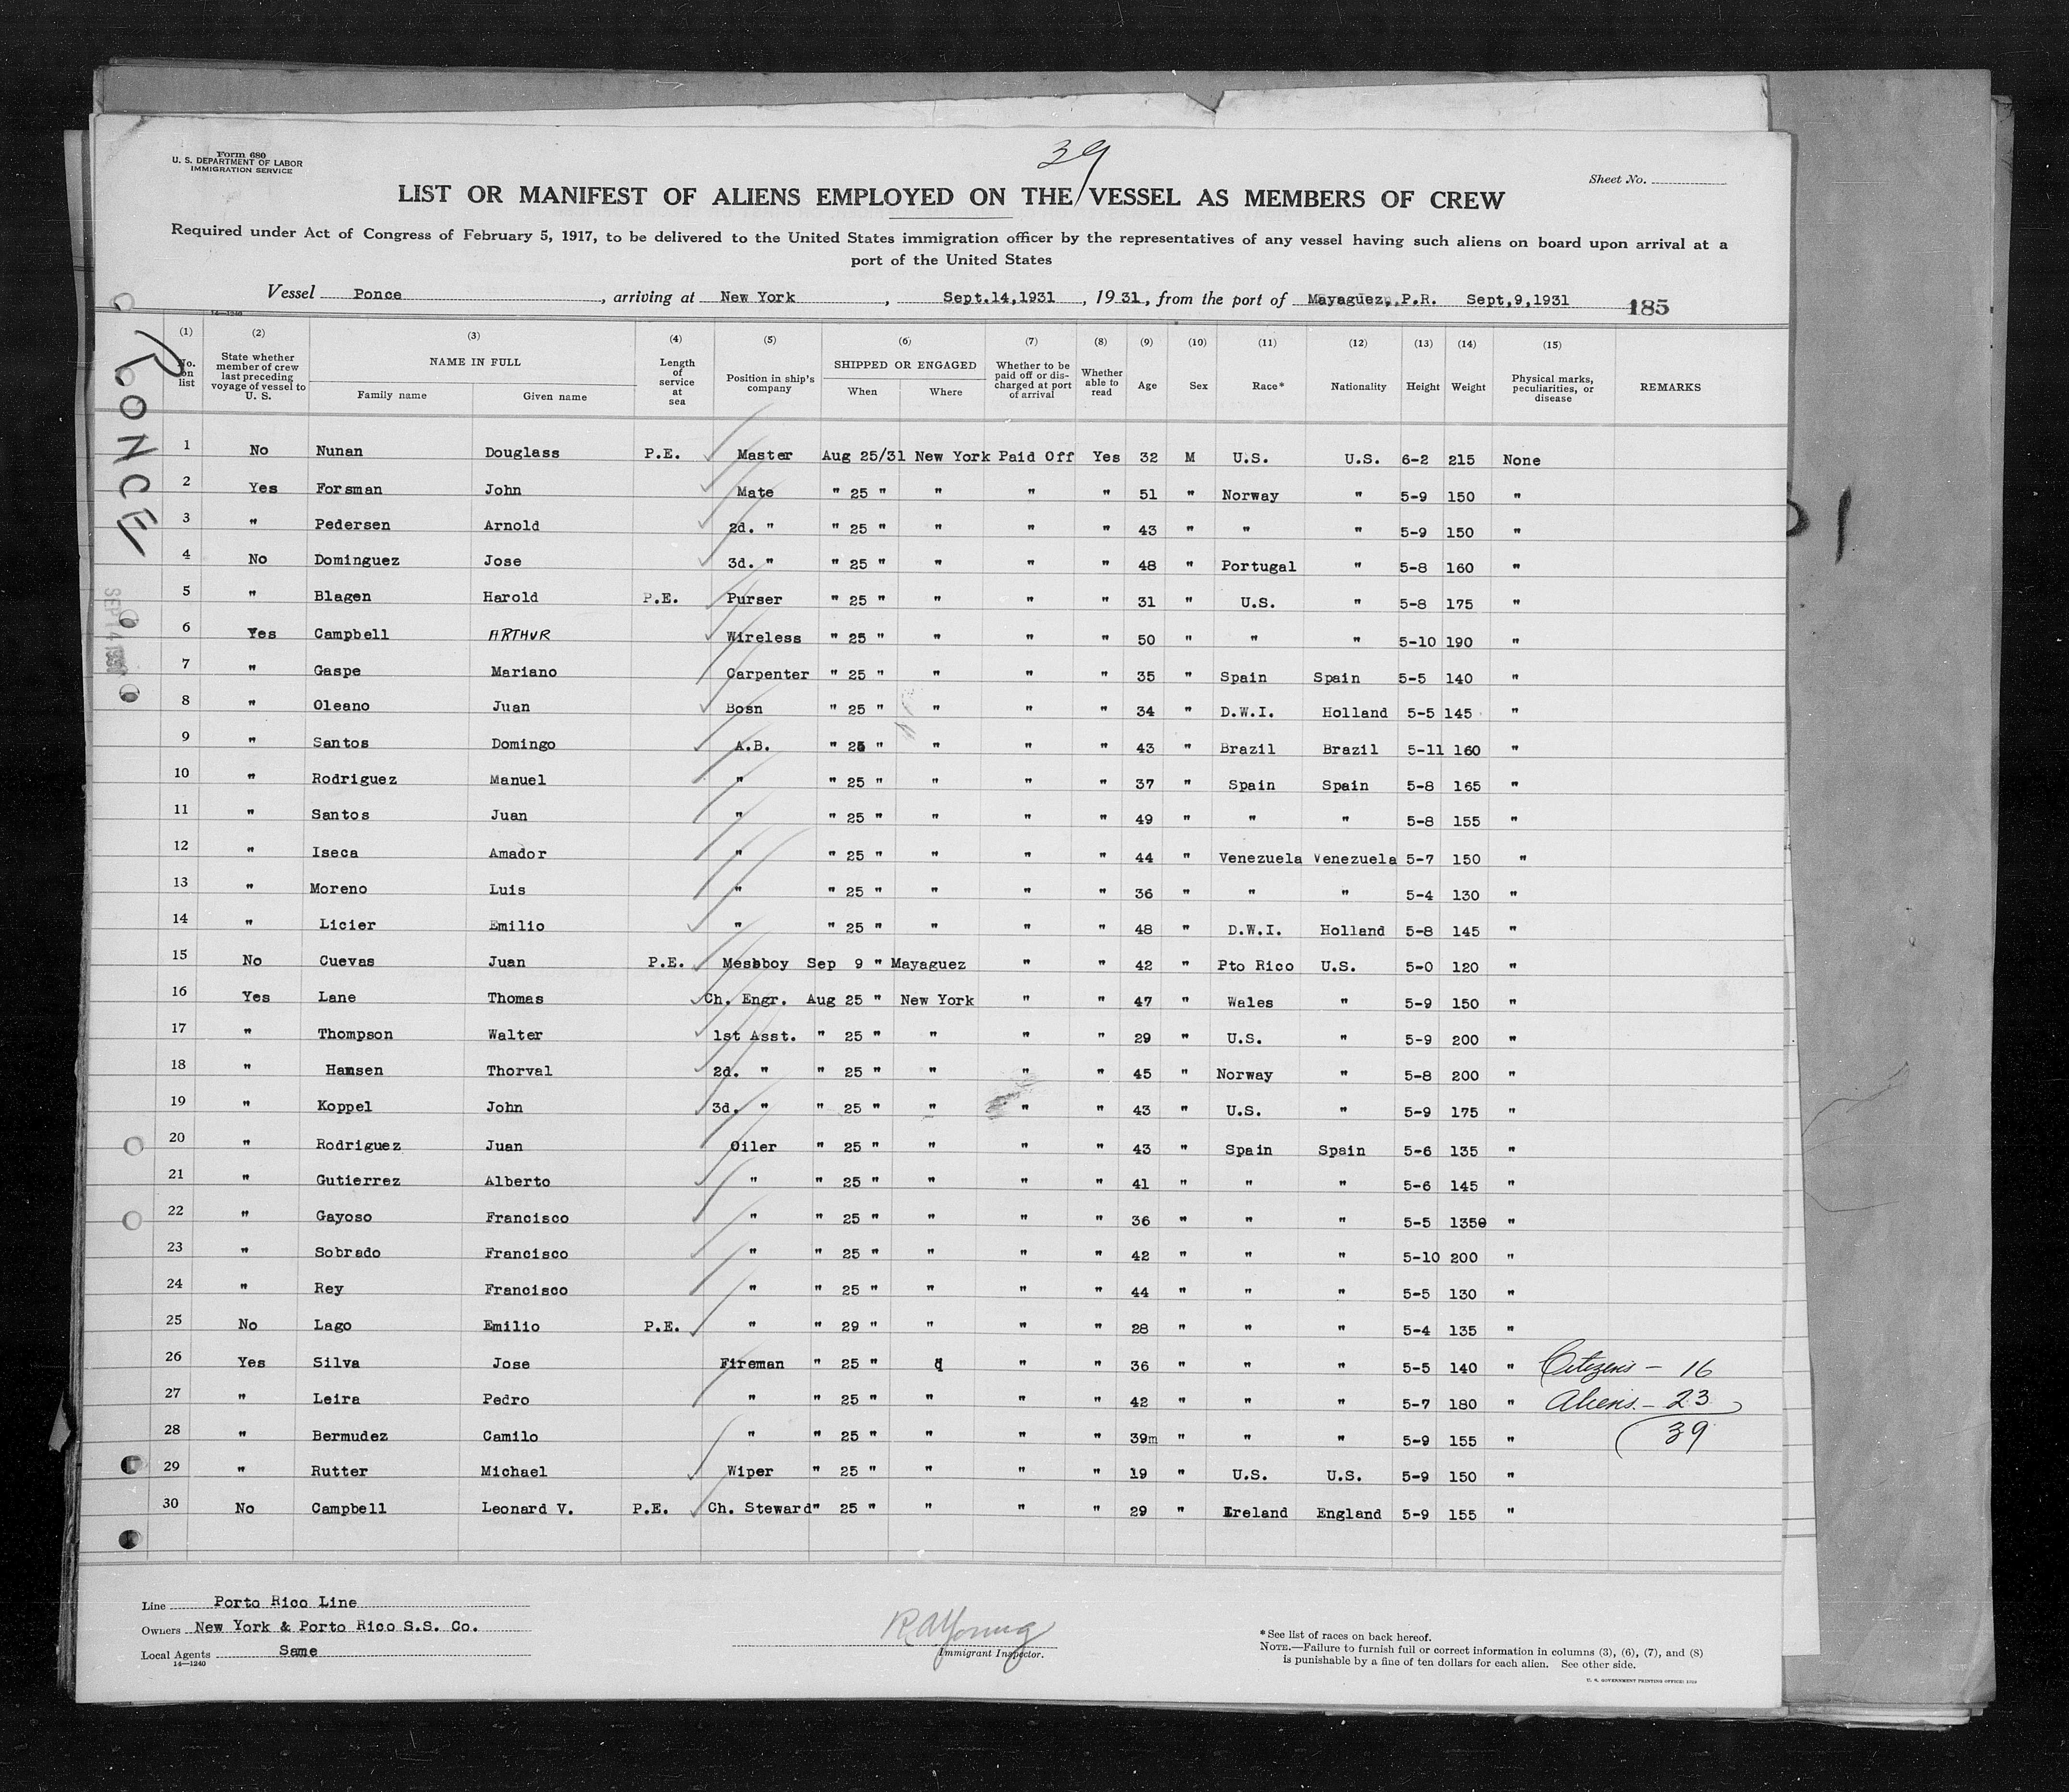 39
Form 680
U. S. DEPARTMENT OF LABOR
IMMIGRATION SERVICE
Sheet No.
LIST OR MANIFEST OF ALIENS EMPLOYED ON THE VESSEL AS MEMBERS OF CREW
Required under Act of Congress of February 5, 1917, to be delivered to the United States immigration officer by the representatives of any vessel having such aliens on board upon arrival at a
port of the United States
Vessel Ponce, arriving at New York, Sept.14,1931, 1931, from the port of Mayaguez, P.R. Sept,9,1931 185
14—1240
PONCE
(1) No. on list
(2) State whether member of crew last preceding voyage of vessel to U. S.
(3) NAME IN FULL Family name Given name
(4) Length of service at sea
(5) Position in ship's company
(6) SHIPPED OR ENGAGED When Where
(7) Whether to be paid off or discharged at port of arrival
(8) Whether able to read
(9) Age
(10) Sex
(11) Race*
(12) Nationality
(13) Height
(14) Weight
(15) Physical marks, peculiarities, or disease
REMARKS
1 No Nunan Douglass P.E. Master Aug 25/31 New York Paid Off Yes 32 M U.S. U.S. 6-2 215 None
2 Yes Forsman John Mate " 25 " " " " 51 " Norway " 5-9 150 "
3 " Pedersen Arnold 2d. " " 25 " " " " 43 " " " 5-9 150 "
4 No Dominguez Jose 3d. " " 25 " " " " 48 " Portugal " 5-8 160 "
5 " Blagen Harold P.E. Purser " 25 " " " " 31 " U.S. " 5-8 175 "
6 Yes Campbell ARTHUR Wireless " 25 " " " " 50 " " " 5-10 190 "
7 " Gaspe Mariano Carpenter " 25 " " " " 35 " Spain Spain 5-5 140 "
8 " Oleano Juan Bosn " 25 " " " " 34 " D.W.I. Holland 5-5 145 "
9 " Santos Domingo A.B. " 25 " " " " 43 " Brazil Brazil 5-11 160 "
10 " Rodriguez Manuel " " 25 " " " " 37 " Spain Spain 5-8 165 "
11 " Santos Juan " " 25 " " " " 49 " " " 5-8 155 "
12 " Iseca Amador " " 25 " " " " 44 " Venezuela Venezuela 5-7 150 "
13 " Moreno Luis " " 25 " " " " 36 " " " 5-4 130 "
14 " Licier Emilio " " 25 " " " " 48 " D.W.I. Holland 5-8 145 "
15 No Cuevas Juan P.E. Messboy Sep 9 " Mayaguez " " 42 " Pto Rico U.S. 5-0 120 "
16 Yes Lane Thomas Ch. Engr. Aug 25 " New York " " 47 " Wales " 5-9 150 "
17 " Thompson Walter 1st Asst. " 25 " " " " 29 " U.S. " 5-9 200 "
18 " Hansen Thorval 2d. " " 25 " " " " 45 " Norway " 5-8 200 "
19 " Koppel John 3d. " " 25 " " " " 43 " U.S. " 5-9 175 "
20 " Rodriguez Juan Oiler " 25 " " " " 43 " Spain Spain 5-6 135 "
21 " Gutierrez Alberto " " 25 " " " " 41 " " " 5-6 145 "
22 " Gayoso Francisco " " 25 " " " " 36 " " " 5-5 1350 "
23 " Sobrado Francisco " " 25 " " " " 42 " " " 5-10 200 "
24 " Rey Francisco " " 25 " " " " 44 " " " 5-5 130 "
25 No Lago Emilio P.E. " " 29 " " " " 28 " " " 5-4 135 "
26 Yes Silva Jose Fireman " 25 " " " 36 " " " 5-5 140 " Citizens — 16
27 " Leira Pedro " " 25 " " " " 42 " " " 5-7 180 " Aliens — 23
28 " Bermudez Camilo " " 25 " " " " 39m " " " 5-9 155 " 39
29 " Rutter Michael Wiper " 25 " " " " 19 " U.S. U.S. 5-9 150 "
30 No Campbell Leonard V. P.E. Ch. Steward " 25 " " " " 29 " Ireland England 5-9 155 "
Line Porto Rico Line
Owners New York & Porto Rico S.S. Co.
Local Agents Same
14—1240
R A Young
Immigrant Inspector.
* See list of races on back hereof.
NOTE.—Failure to furnish full or correct information in columns (3), (6), (7), and (8)
is punishable by a fine of ten dollars for each alien. See other side.